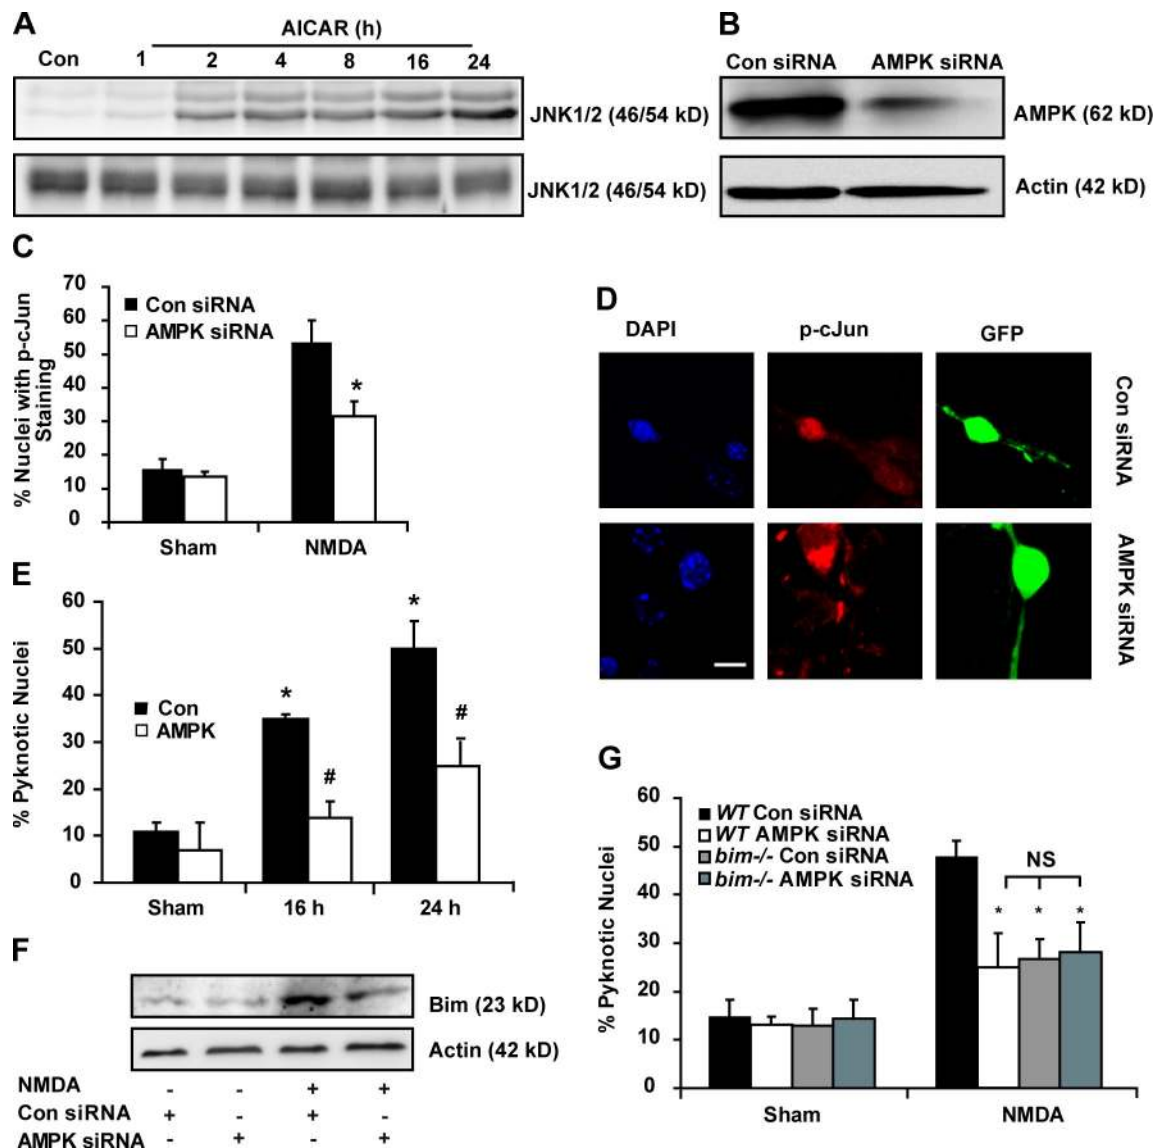 A
AICAR (h)
Con 1 2 4 8 16 24
JNK1/2 (46/54 kD)
JNK1/2 (46/54 kD)
B
Con siRNA AMPK siRNA
AMPK (62 kD)
Actin (42 kD)
C
% Nuclei with p-cJun
Staining
70
60
50
40
30
20
10
0
Con siRNA
AMPK siRNA
*
Sham NMDA
D
DAPI p-cJun GFP
Con siRNA
AMPK siRNA
E
% Pyknotic Nuclei
60
50
40
30
20
10
0
Con
AMPK
* # * #
Sham 16 h 24 h
F
Bim (23 kD)
Actin (42 kD)
NMDA - - + +
Con siRNA + - + -
AMPK siRNA - + - +
G
% Pyknotic Nuclei
60
50
40
30
20
10
0
WT Con siRNA
WT AMPK siRNA
bim-/- Con siRNA
bim-/- AMPK siRNA
NS
* * *
Sham NMDA